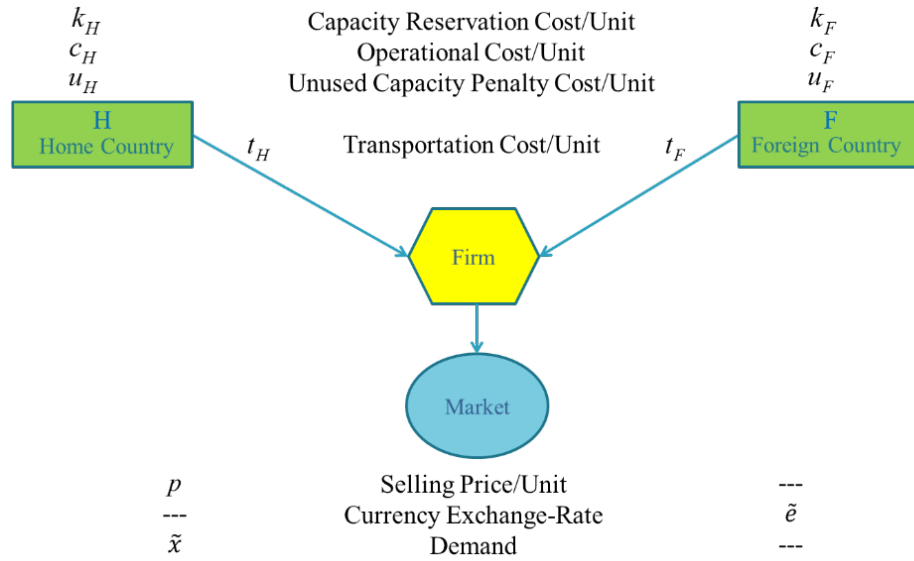 k_H Capacity Reservation Cost/Unit k_F
c_H Operational Cost/Unit c_F
u_H Unused Capacity Penalty Cost/Unit u_F
H F
Home Country Foreign Country
t_H Transportation Cost/Unit t_F
Firm
Market
p Selling Price/Unit ---
--- Currency Exchange-Rate ẽ
x̃ Demand ---